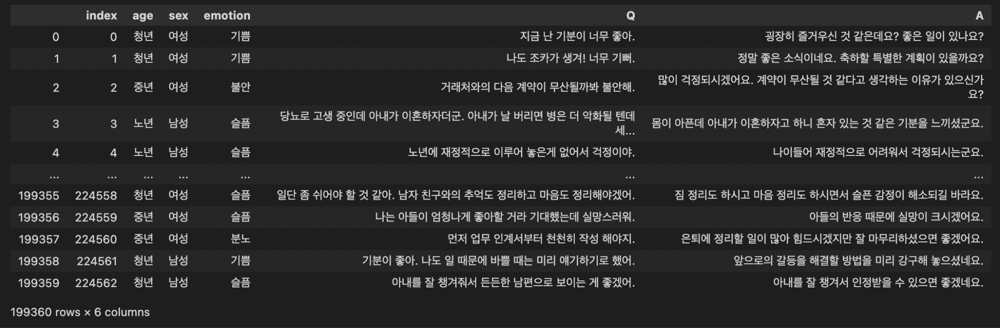 index age sex emotion Q A
0 0 청년 여성 기쁨 지금 난 기분이 너무 좋아. 굉장히 즐거우신 것 같은데요? 좋은 일이 있나요?
1 1 청년 여성 기쁨 나도 조카가 생겨! 너무 기뻐. 정말 좋은 소식이네요. 축하할 특별한 계획이 있을까요?
2 2 중년 여성 불안 거래처와의 다음 계약이 무산될까봐 불안해. 많이 걱정되시겠어요. 계약이 무산될 것 같다고 생각하는 이유가 있으신가
요?
3 3 노년 남성 슬픔 당뇨로 고생 중인데 아내가 이혼하자더군. 아내가 날 버리면 병은 더 악화될 텐데
세... 몸이 아픈데 아내가 이혼하자고 하니 혼자 있는 것 같은 기분을 느끼셨군요.
4 4 노년 남성 슬픔 노년에 재정적으로 이루어 놓은게 없어서 걱정이야. 나이들어 재정적으로 어려워서 걱정되시는군요.
... ... ... ... ... ... ...
199355 224558 청년 여성 슬픔 일단 좀 쉬어야 할 것 같아. 남자 친구와의 추억도 정리하고 마음도 정리해야겠어. 짐 정리도 하시고 마음 정리도 하시면서 슬픈 감정이 해소되길 바라요.
199356 224559 중년 여성 슬픔 나는 아들이 엄청나게 좋아할 거라 기대했는데 실망스러워. 아들의 반응 때문에 실망이 크시겠어요.
199357 224560 중년 여성 분노 먼저 업무 인계서부터 천천히 작성 해야지. 은퇴에 정리할 일이 많아 힘드시겠지만 잘 마무리하셨으면 좋겠어요.
199358 224561 청년 남성 기쁨 기분이 좋아. 나도 일 때문에 바쁠 때는 미리 얘기하기로 했어. 앞으로의 갈등을 해결할 방법을 미리 강구해 놓으셨네요.
199359 224562 청년 남성 슬픔 아내를 잘 챙겨줘서 든든한 남편으로 보이는 게 좋겠어. 아내를 잘 챙겨서 인정받을 수 있으면 좋겠네요.
199360 rows × 6 columns